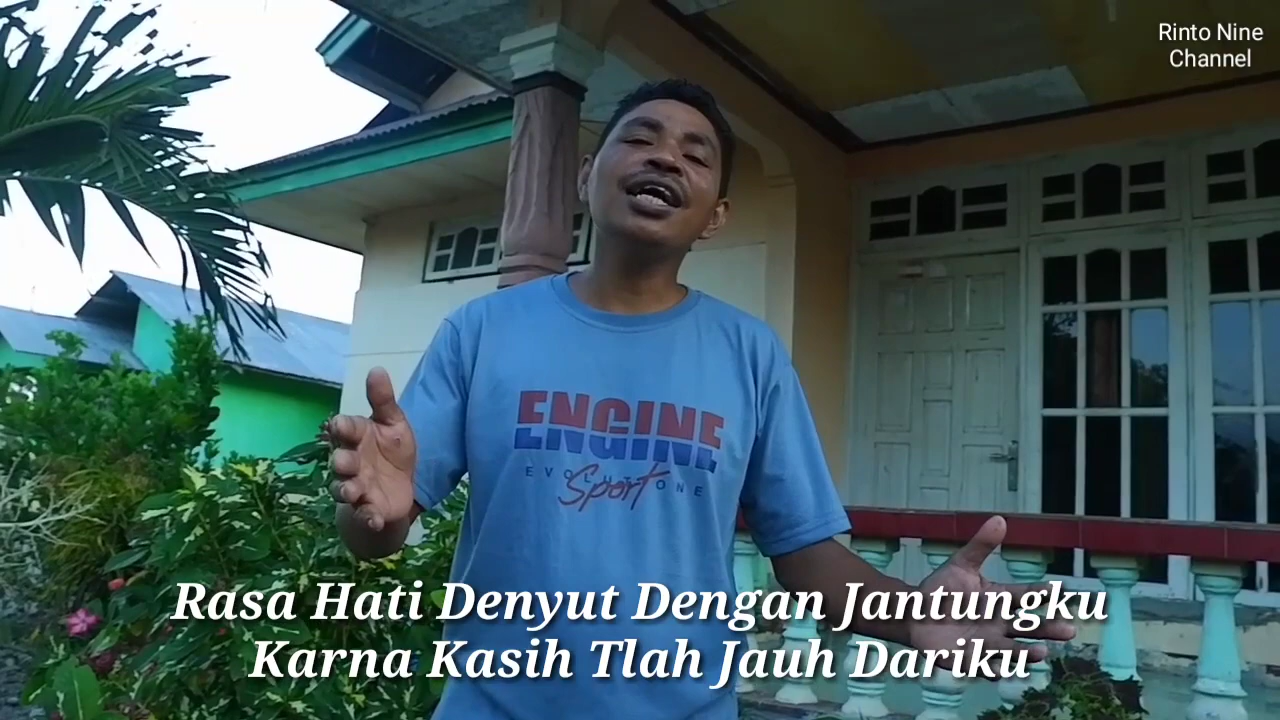 Rinto Nine
Channel
ENGINE
Sport
Rasa Hati Denyut Dengan Jantungku
Karna Kasih Tlah Jauh Dariku